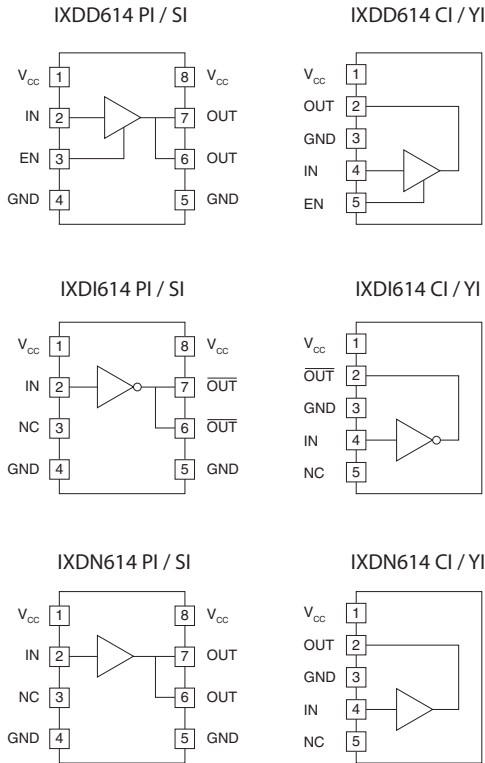 IXDD614 PI / SI
VCC 1 8 VCC
IN 2 7 OUT
EN 3 6 OUT
GND 4 5 GND
IXDD614 CI / YI
VCC 1
OUT 2
GND 3
IN 4
EN 5
IXDI614 PI / SI
VCC 1 8 VCC
IN 2 7 O̅U̅T̅
NC 3 6 O̅U̅T̅
GND 4 5 GND
IXDI614 CI / YI
VCC 1
O̅U̅T̅ 2
GND 3
IN 4
NC 5
IXDN614 PI / SI
VCC 1 8 VCC
IN 2 7 OUT
NC 3 6 OUT
GND 4 5 GND
IXDN614 CI / YI
VCC 1
OUT 2
GND 3
IN 4
NC 5